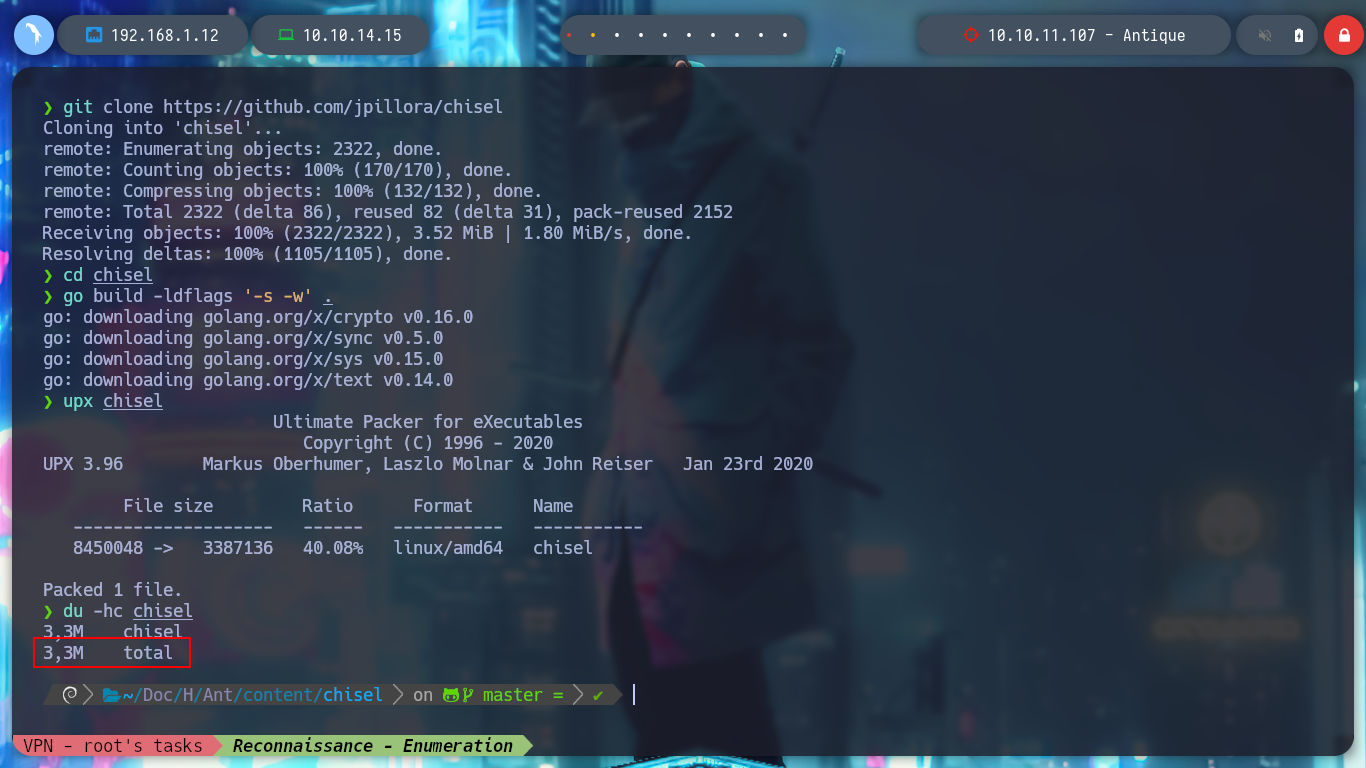 192.168.1.12 10.10.14.15 10.10.11.107 - Antique
❯ git clone https://github.com/jpillora/chisel
Cloning into 'chisel'...
remote: Enumerating objects: 2322, done.
remote: Counting objects: 100% (170/170), done.
remote: Compressing objects: 100% (132/132), done.
remote: Total 2322 (delta 86), reused 82 (delta 31), pack-reused 2152
Receiving objects: 100% (2322/2322), 3.52 MiB | 1.80 MiB/s, done.
Resolving deltas: 100% (1105/1105), done.
❯ cd chisel
❯ go build -ldflags '-s -w' .
go: downloading golang.org/x/crypto v0.16.0
go: downloading golang.org/x/sync v0.5.0
go: downloading golang.org/x/sys v0.15.0
go: downloading golang.org/x/text v0.14.0
❯ upx chisel
Ultimate Packer for eXecutables
Copyright (C) 1996 - 2020
UPX 3.96 Markus Oberhumer, Laszlo Molnar & John Reiser Jan 23rd 2020
File size Ratio Format Name
-------------------- ------ ----------- -----------
8450048 -> 3387136 40.08% linux/amd64 chisel
Packed 1 file.
❯ du -hc chisel
3,3M chisel
3,3M total
~/Doc/H/Ant/content/chisel on master = ✔
VPN - root's tasks Reconnaissance - Enumeration